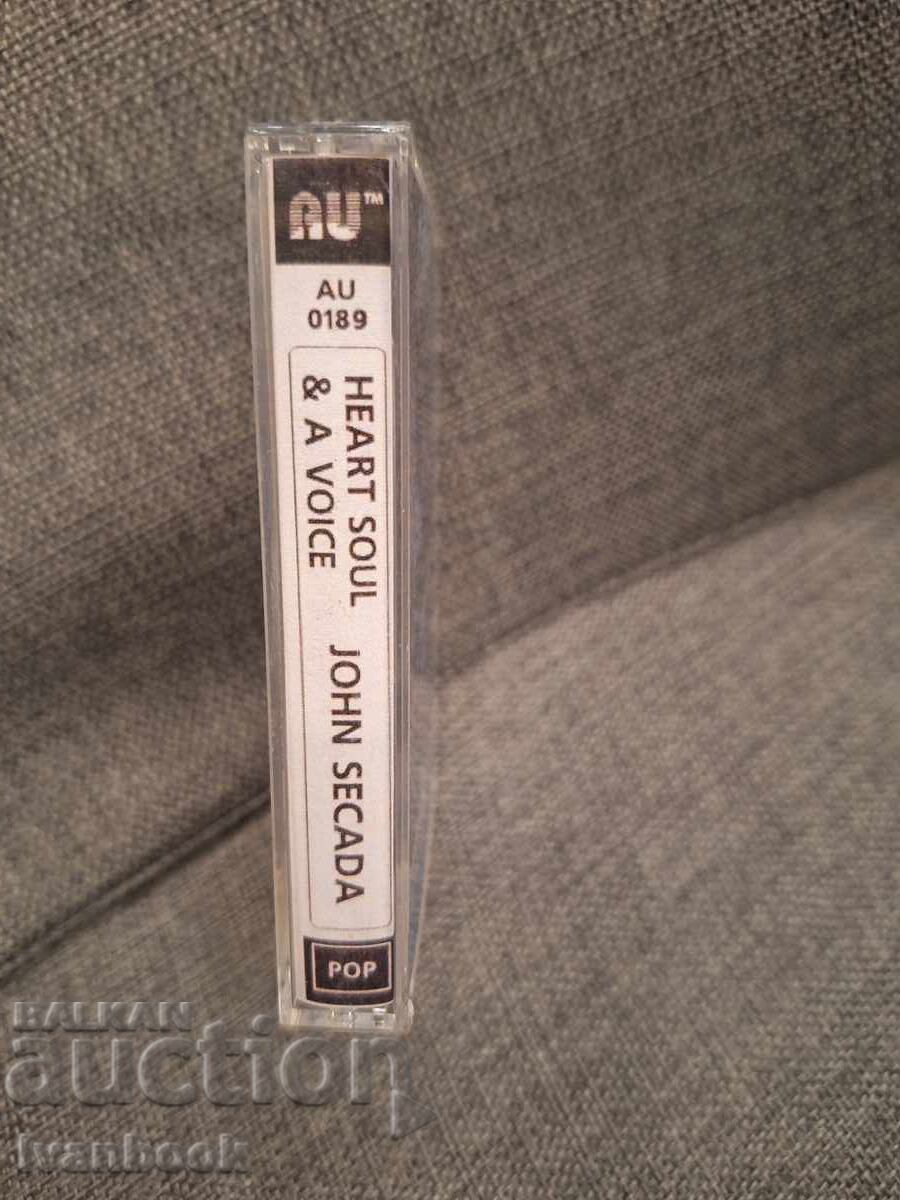 AU™
AU
0189
HEART SOUL
& A VOICE
JOHN SECADA
POP
BALKAN
auction
Ivanbook